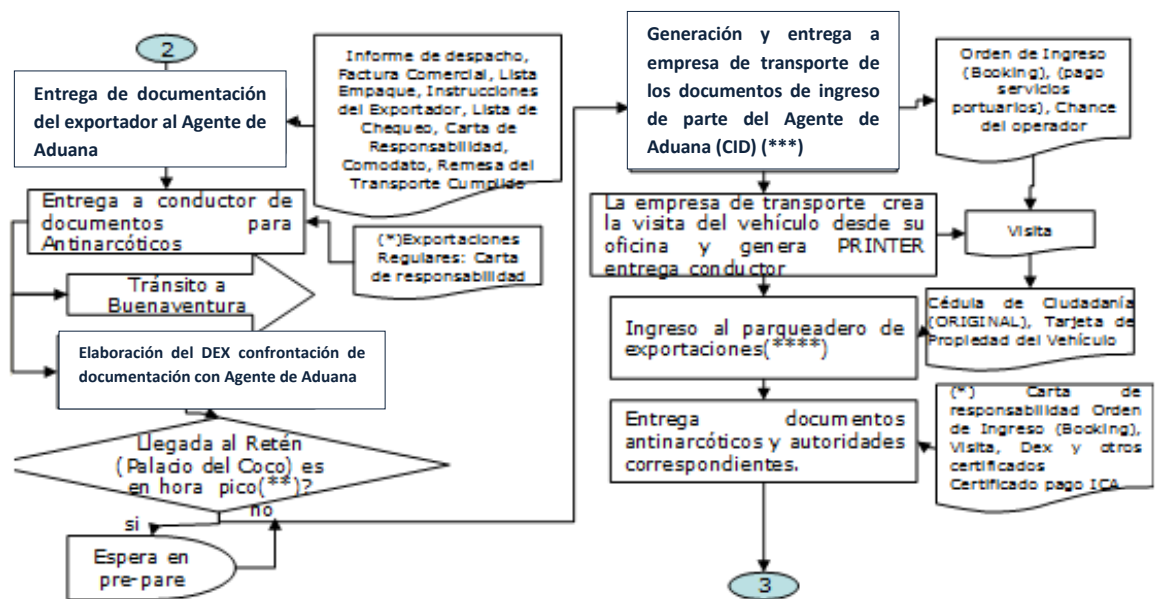 2
Entrega de documentación
del exportador al Agente de
Aduana
Informe de despacho,
Factura Comercial, Lista
Empaque, Instrucciones
del Exportador, Lista de
Chequeo, Carta de
Responsabilidad,
Comodato, Remesa del
Transporte Cumplido
Entrega a conductor de
documentos para
Antinarcóticos
(*)Exportaciones
Regulares: Carta
de responsabilidad
Tránsito a
Buenaventura
Elaboración del DEX confrontación de
documentación con Agente de Aduana
Llegada al Retén
(Palacio del Coco) es
en hora pico(**)?
no
si
Espera en
pre-pare
Generación y entrega a
empresa de transporte de
los documentos de ingreso
de parte del Agente de
Aduana (CID) (***)
Orden de Ingreso
(Booking), (pago
servicios
portuarios), Chance
del operador
La empresa de transporte crea
la visita del vehículo desde su
oficina y genera PRINTER
entrega conductor
Visita
Ingreso al parqueadero de
exportaciones(****)
Cédula de Ciudadanía
(ORIGINAL), Tarjeta de
Propiedad del Vehículo
Entrega documentos
antinarcóticos y autoridades
correspondientes.
(*) Carta de
responsabilidad Orden
de Ingreso (Booking),
Visita, Dex y otros
certificados
Certificado pago ICA
3